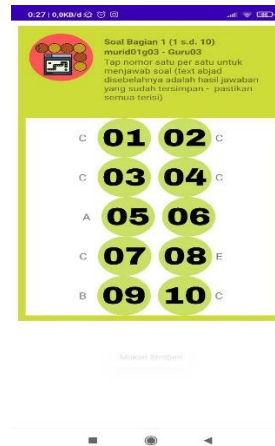 0:27 | 0,0KB/d
Soal Bagian 1 (1 s.d. 10)
murid01g03 - Guru03
Tap nomor satu per satu untuk
menjawab soal (text abjad
disebelahnya adalah hasil jawaban
yang sudah tersimpan - pastikan
semua terisi)
C 01 02 C
C 03 04 C
A 05 06
C 07 08 E
B 09 10 C